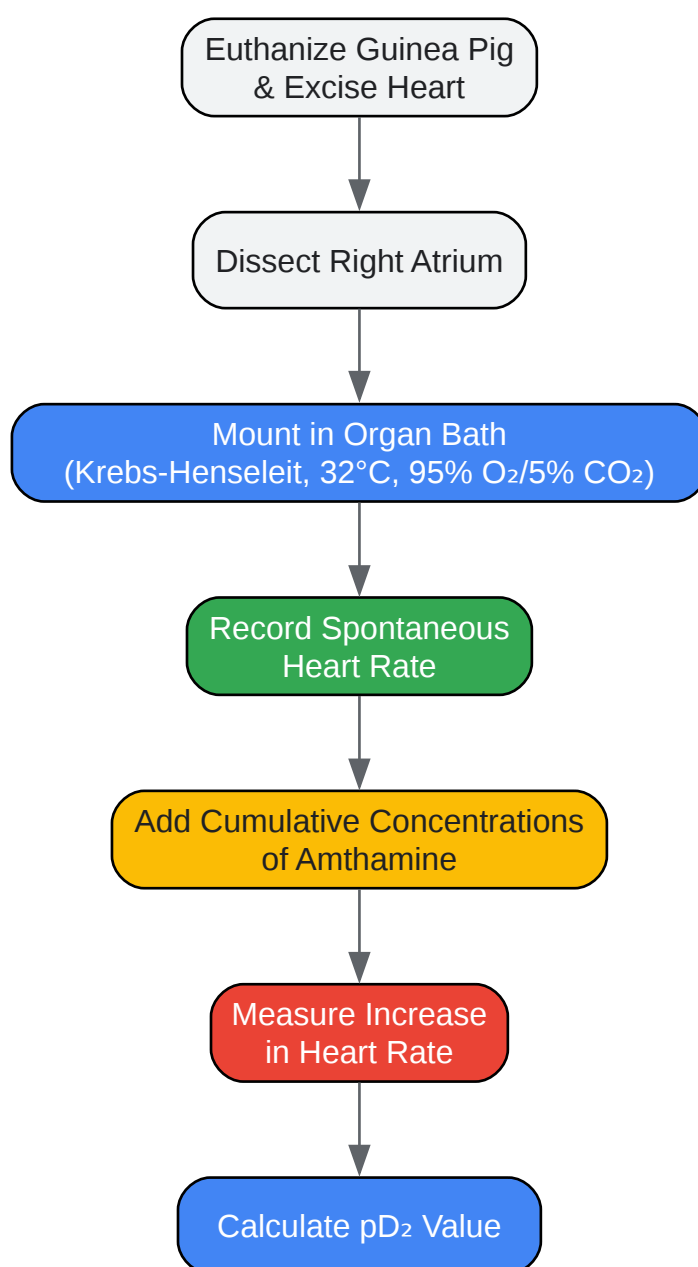 Euthanize Guinea Pig
& Excise Heart
Dissect Right Atrium
Mount in Organ Bath
(Krebs-Henseleit, 32°C, 95% O₂/5% CO₂)
Record Spontaneous
Heart Rate
Add Cumulative Concentrations
of Amthamine
Measure Increase
in Heart Rate
Calculate pD₂ Value